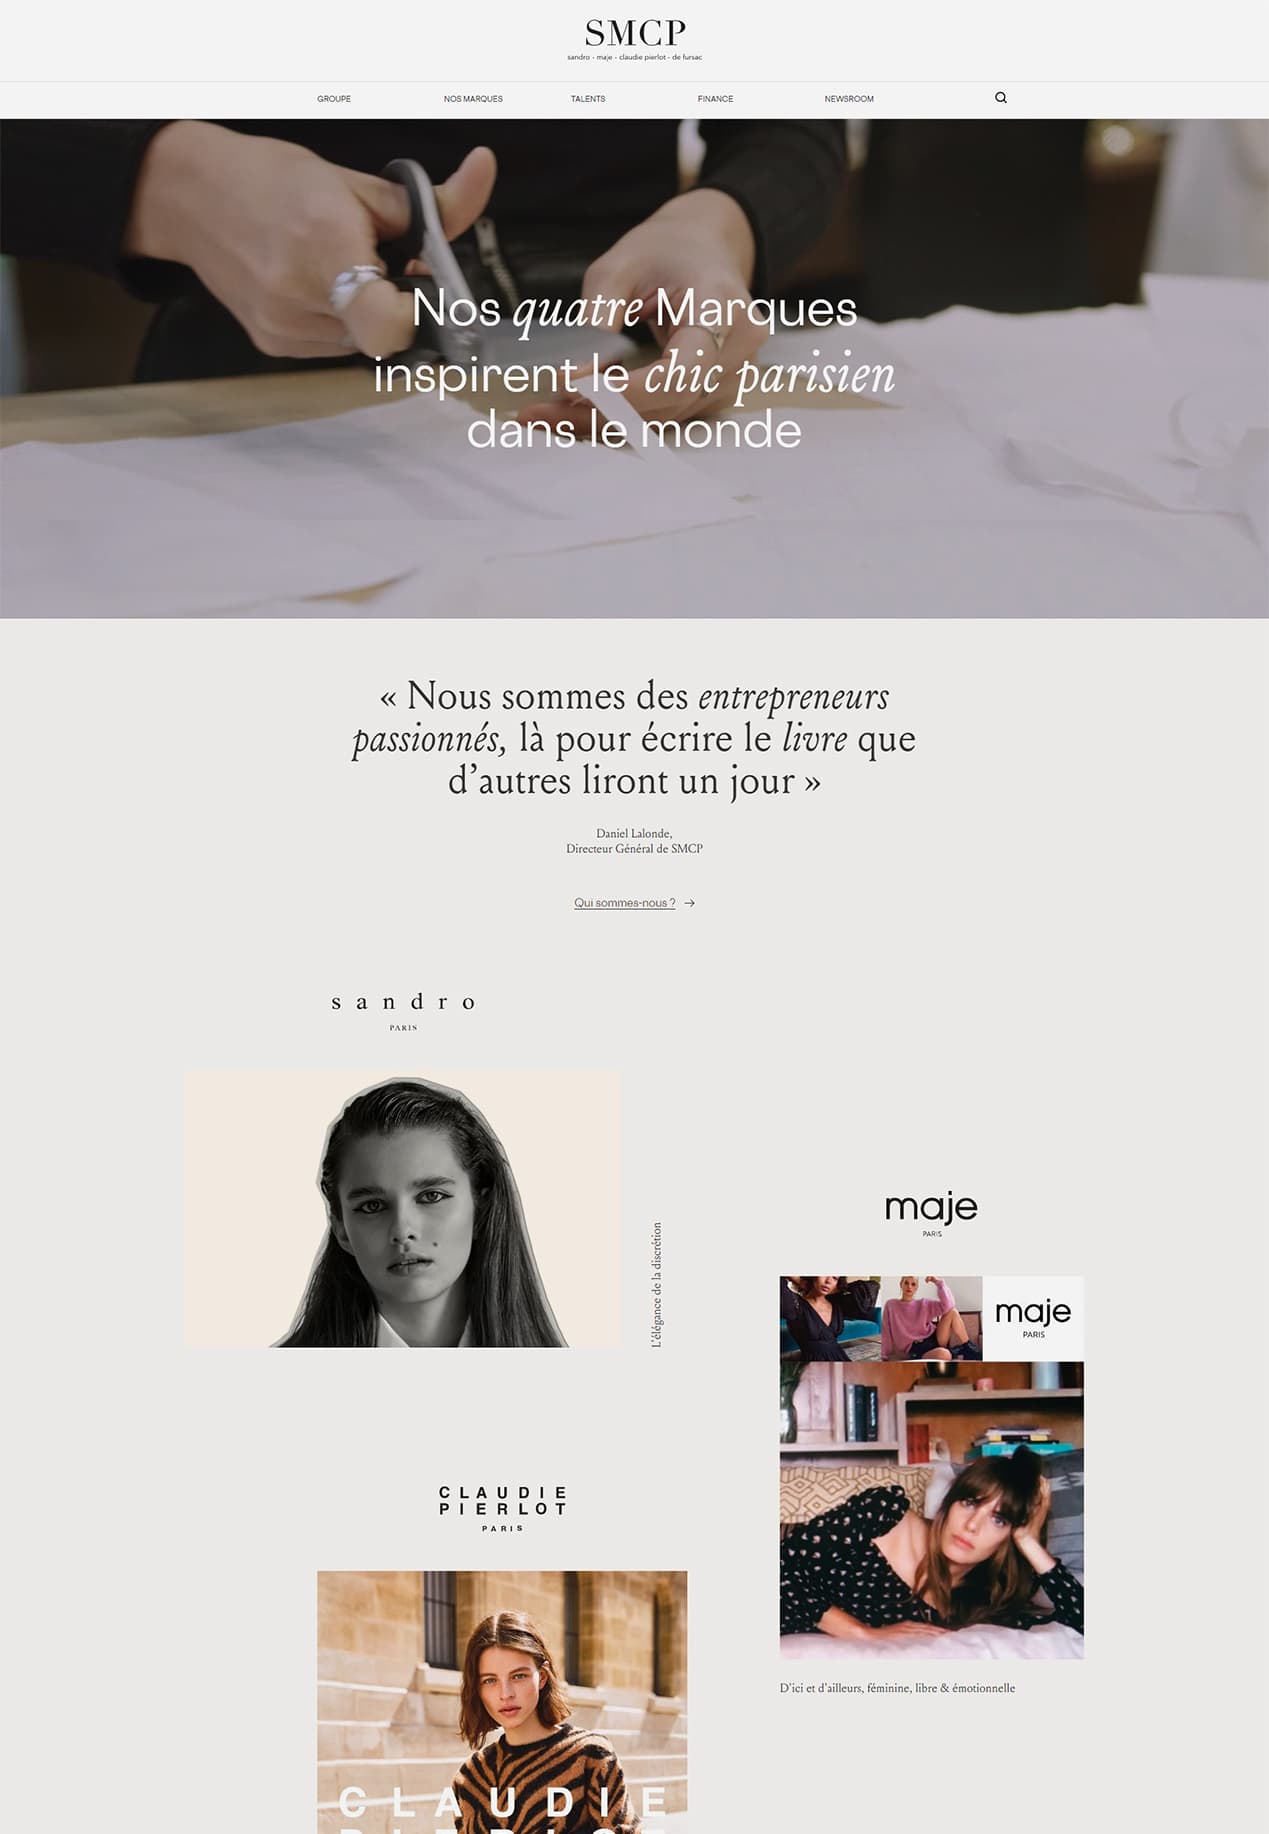 SMCP
sandro - maje - claudie pierlot - de fursac
GROUPE
NOS MARQUES
TALENTS
FINANCE
NEWSROOM
Nos quatre Marques
inspirent le chic parisien
dans le monde
« Nous sommes des entrepreneurs
passionnés, là pour écrire le livre que
d’autres liront un jour »
Daniel Lalonde,
Directeur Général de SMCP
Qui sommes-nous ? →
sandro
PARIS
L’élégance de la discrétion
maje
PARIS
maje
PARIS
D’ici et d’ailleurs, féminine, libre & émotionnelle
CLAUDIE
PIERLOT
PARIS
CLAUDIE